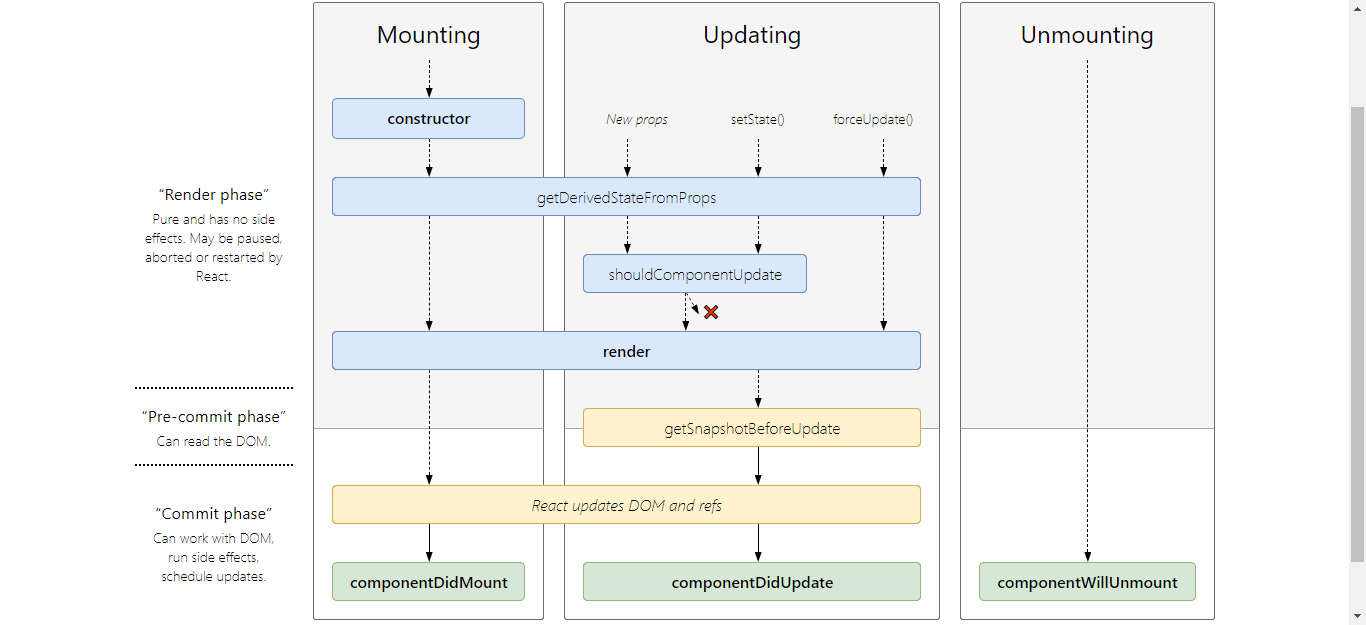 Mounting
Updating
Unmounting
constructor
New props
setState()
forceUpdate()
“Render phase”
Pure and has no side
effects. May be paused,
aborted or restarted by
React.
getDerivedStateFromProps
shouldComponentUpdate
render
“Pre-commit phase”
Can read the DOM.
getSnapshotBeforeUpdate
“Commit phase”
Can work with DOM,
run side effects,
schedule updates.
React updates DOM and refs
componentDidMount
componentDidUpdate
componentWillUnmount